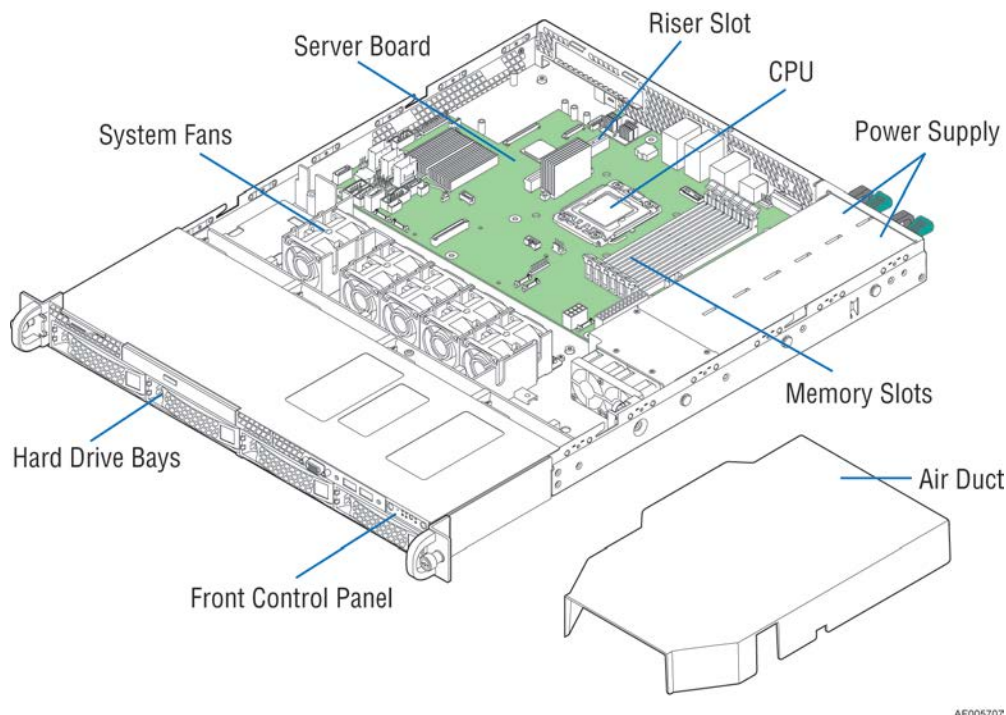 Riser Slot
Server Board
CPU
System Fans
Power Supply
Memory Slots
Hard Drive Bays
Air Duct
Front Control Panel